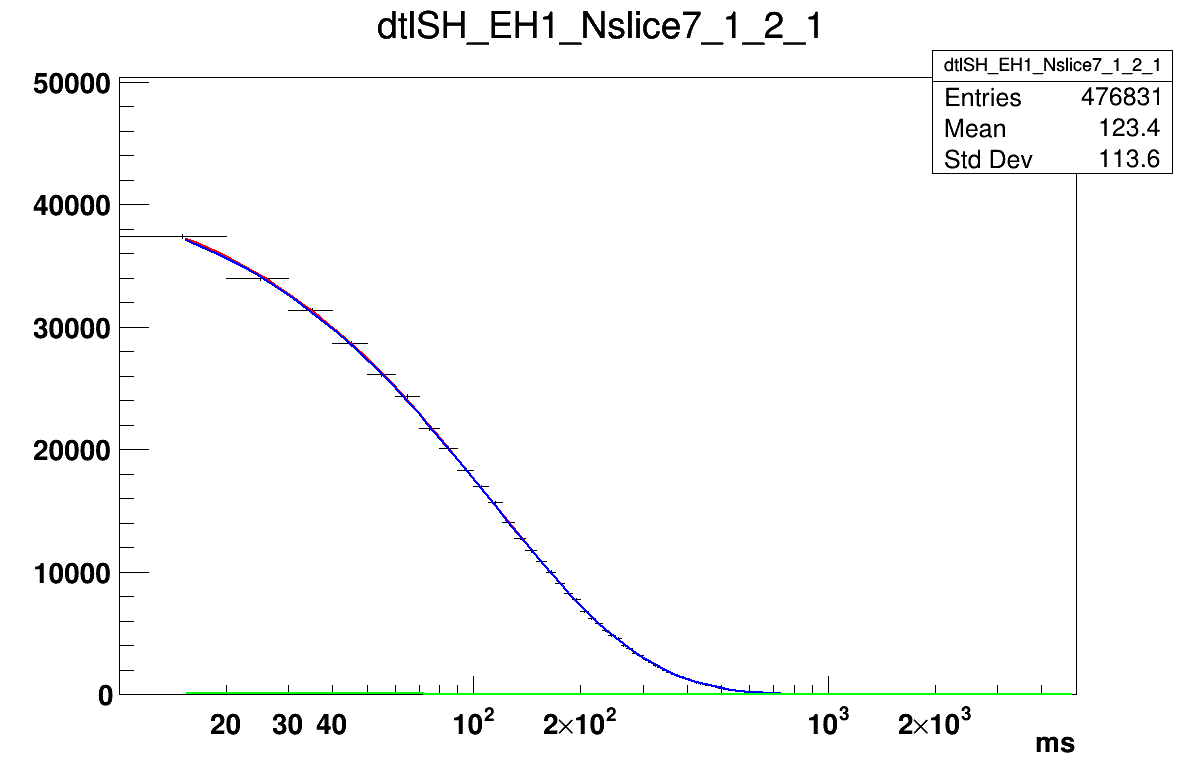 dtlSH_EH1_Nslice7_1_2_1
dtlSH_EH1_Nslice7_1_2_1
Entries 476831
Mean 123.4
Std Dev 113.6
50000
40000
30000
20000
10000
0
20 30 40 10² 2×10² 10³ 2×10³
ms